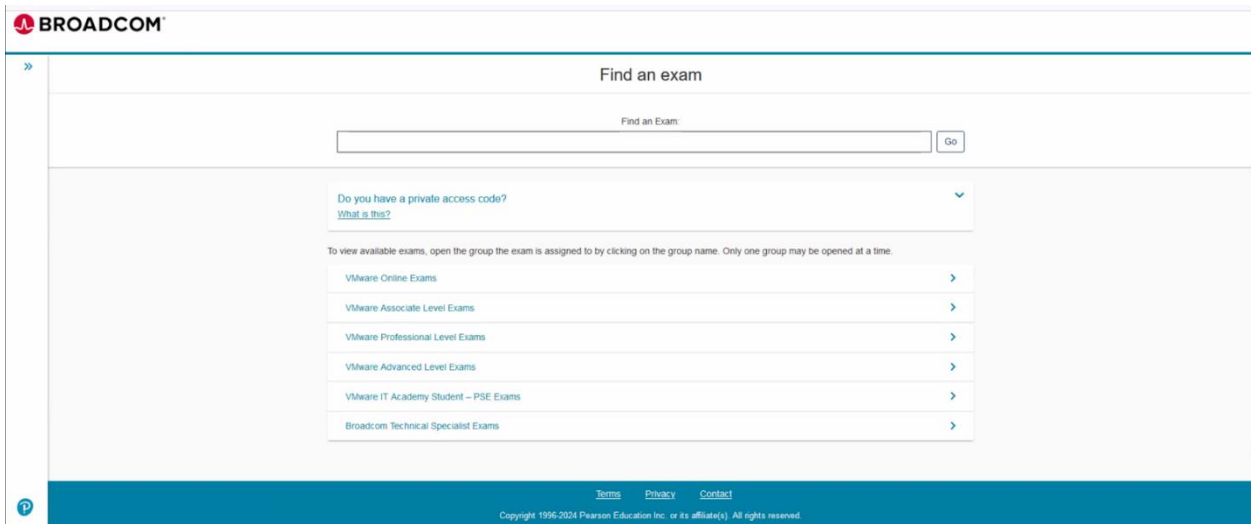 BROADCOM®
Find an exam
Find an Exam:
Go
Do you have a private access code?
What is this?
To view available exams, open the group the exam is assigned to by clicking on the group name. Only one group may be opened at a time.
VMware Online Exams
VMware Associate Level Exams
VMware Professional Level Exams
VMware Advanced Level Exams
VMware IT Academy Student – PSE Exams
Broadcom Technical Specialist Exams
Terms Privacy Contact
Copyright 1996-2024 Pearson Education Inc. or its affiliate(s). All rights reserved.